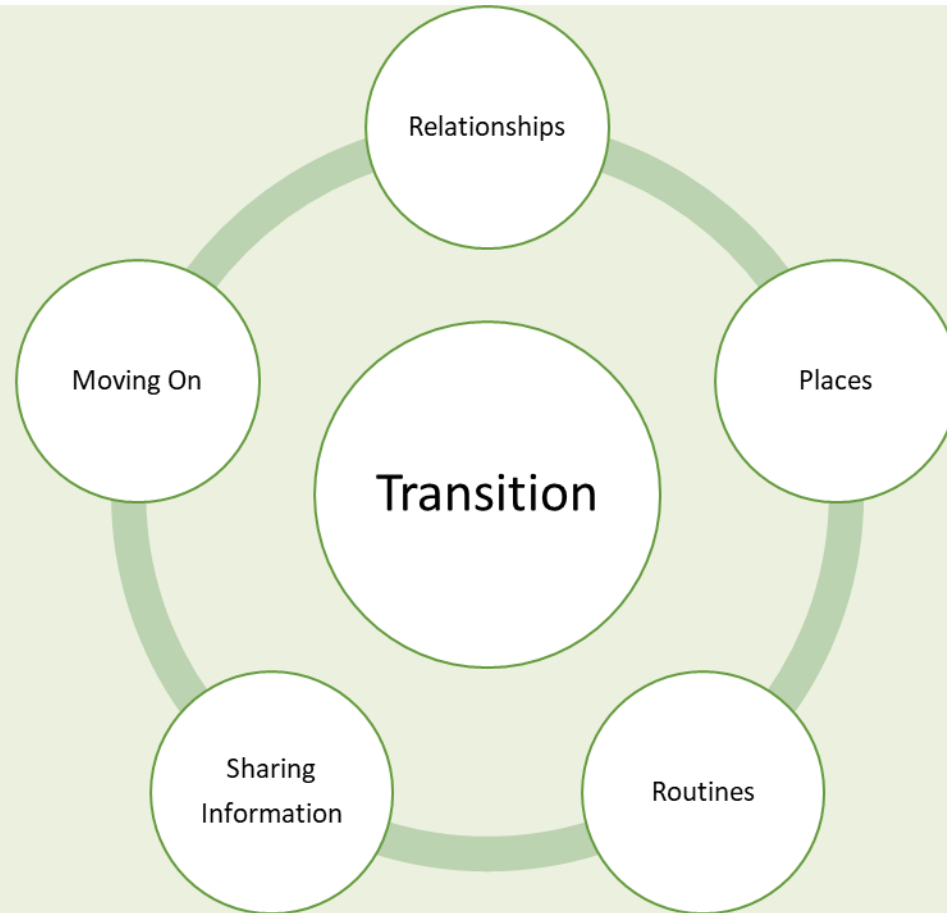 Relationships
Moving On
Places
Transition
Sharing
Information
Routines